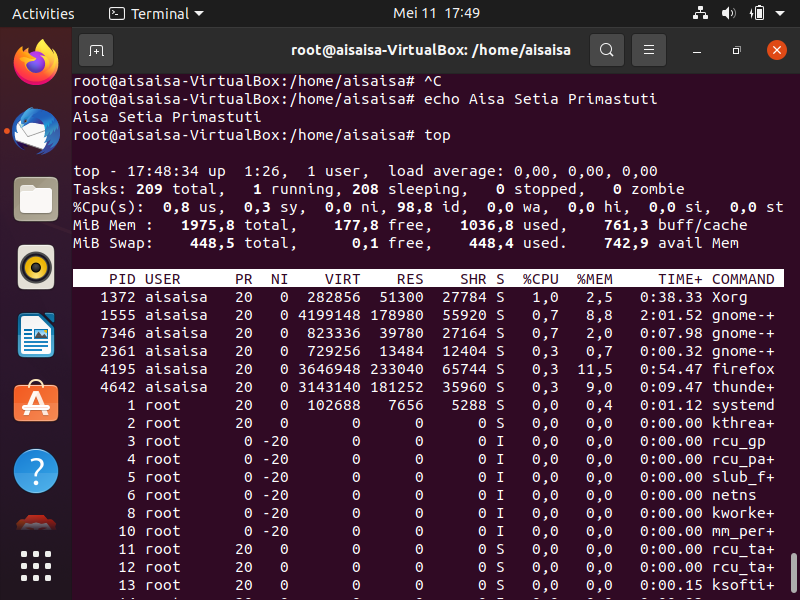 Activities Terminal Mei 11 17:49
root@aisaisa-VirtualBox: /home/aisaisa
root@aisaisa-VirtualBox:/home/aisaisa# ^C
root@aisaisa-VirtualBox:/home/aisaisa# echo Aisa Setia Primastuti
Aisa Setia Primastuti
root@aisaisa-VirtualBox:/home/aisaisa# top
top - 17:48:34 up  1:26,  1 user,  load average: 0,00, 0,00, 0,00
Tasks: 209 total,   1 running, 208 sleeping,   0 stopped,   0 zombie
%Cpu(s):  0,8 us,  0,3 sy,  0,0 ni, 98,8 id,  0,0 wa,  0,0 hi,  0,0 si,  0,0 st
MiB Mem :   1975,8 total,    177,8 free,   1036,8 used,    761,3 buff/cache
MiB Swap:    448,5 total,      0,1 free,    448,4 used.    742,9 avail Mem
PID USER      PR  NI    VIRT    RES    SHR S  %CPU  %MEM     TIME+ COMMAND
1372 aisaisa   20   0  282856  51300  27784 S   1,0   2,5   0:38.33 Xorg
1555 aisaisa   20   0 4199148 178980  55920 S   0,7   8,8   2:01.52 gnome-+
7346 aisaisa   20   0  823336  39780  27164 S   0,7   2,0   0:07.98 gnome-+
2361 aisaisa   20   0  729256  13484  12404 S   0,3   0,7   0:00.32 gnome-+
4195 aisaisa   20   0 3646948 233040  65744 S   0,3  11,5   0:54.47 firefox
4642 aisaisa   20   0 3143140 181252  35960 S   0,3   9,0   0:09.47 thunde+
1 root      20   0  102688   7656   5288 S   0,0   0,4   0:01.12 systemd
2 root      20   0       0      0      0 S   0,0   0,0   0:00.00 kthrea+
3 root       0 -20       0      0      0 I   0,0   0,0   0:00.00 rcu_gp
4 root       0 -20       0      0      0 I   0,0   0,0   0:00.00 rcu_pa+
5 root       0 -20       0      0      0 I   0,0   0,0   0:00.00 slub_f+
6 root       0 -20       0      0      0 I   0,0   0,0   0:00.00 netns
8 root       0 -20       0      0      0 I   0,0   0,0   0:00.00 kworke+
10 root       0 -20       0      0      0 I   0,0   0,0   0:00.00 mm_per+
11 root      20   0       0      0      0 S   0,0   0,0   0:00.00 rcu_ta+
12 root      20   0       0      0      0 S   0,0   0,0   0:00.00 rcu_ta+
13 root      20   0       0      0      0 S   0,0   0,0   0:00.15 ksofti+